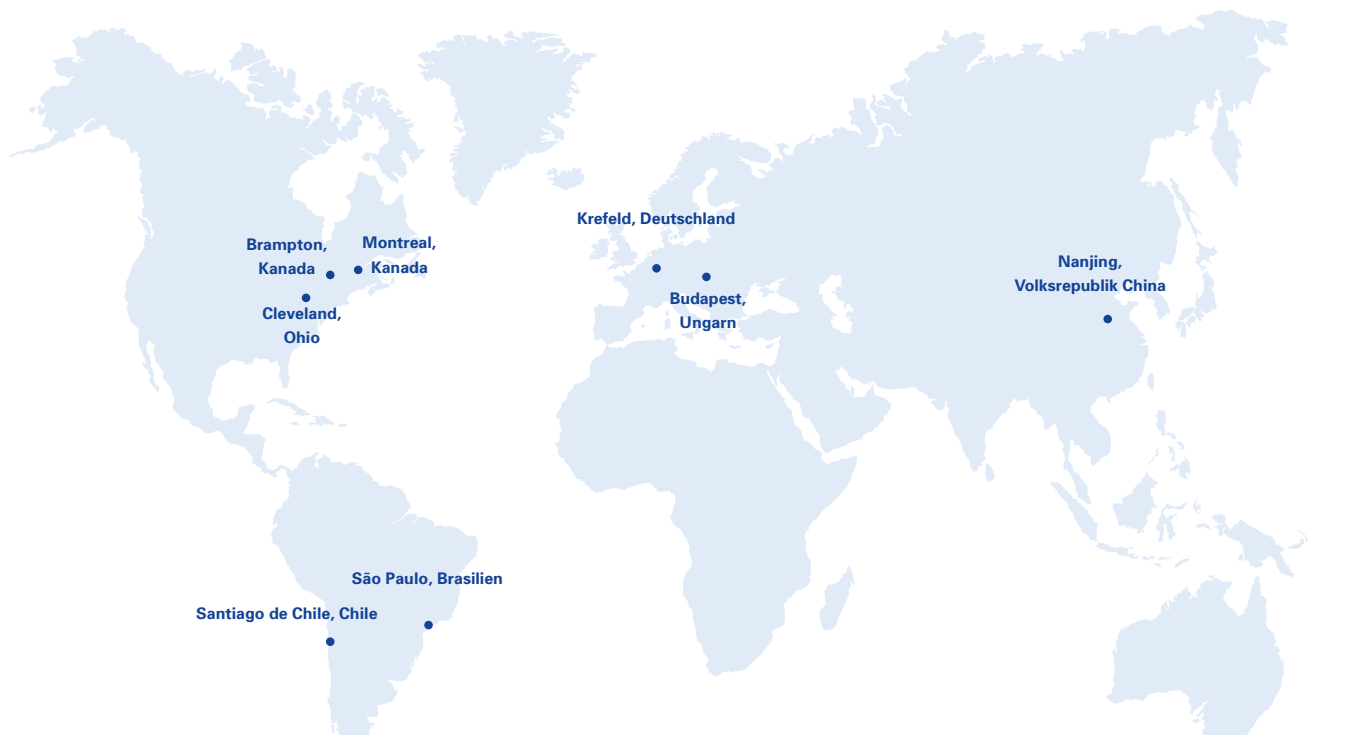 Krefeld, Deutschland
Brampton,
Kanada
Montreal,
Kanada
Nanjing,
Volksrepublik China
Budapest,
Ungarn
Cleveland,
Ohio
São Paulo, Brasilien
Santiago de Chile, Chile